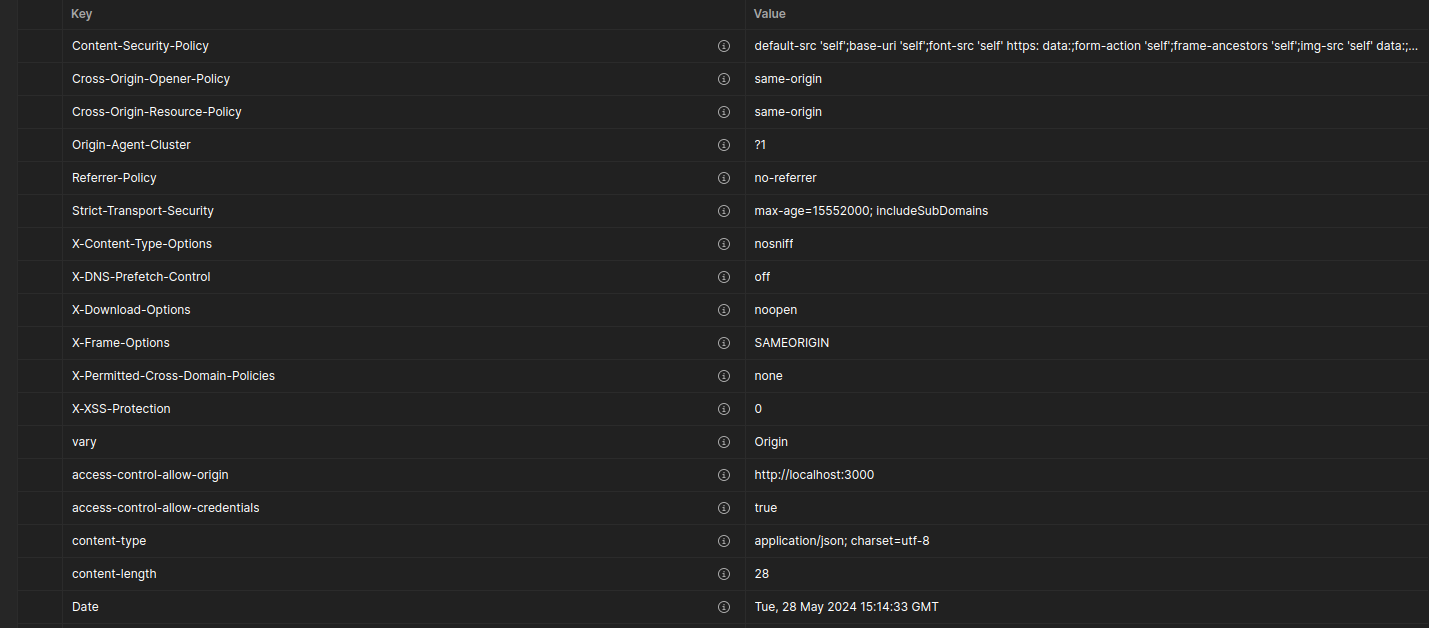 Key Value
Content-Security-Policy default-src 'self';base-uri 'self';font-src 'self' https: data:;form-action 'self';frame-ancestors 'self';img-src 'self' data:;...
Cross-Origin-Opener-Policy same-origin
Cross-Origin-Resource-Policy same-origin
Origin-Agent-Cluster ?1
Referrer-Policy no-referrer
Strict-Transport-Security max-age=15552000; includeSubDomains
X-Content-Type-Options nosniff
X-DNS-Prefetch-Control off
X-Download-Options noopen
X-Frame-Options SAMEORIGIN
X-Permitted-Cross-Domain-Policies none
X-XSS-Protection 0
vary Origin
access-control-allow-origin http://localhost:3000
access-control-allow-credentials true
content-type application/json; charset=utf-8
content-length 28
Date Tue, 28 May 2024 15:14:33 GMT